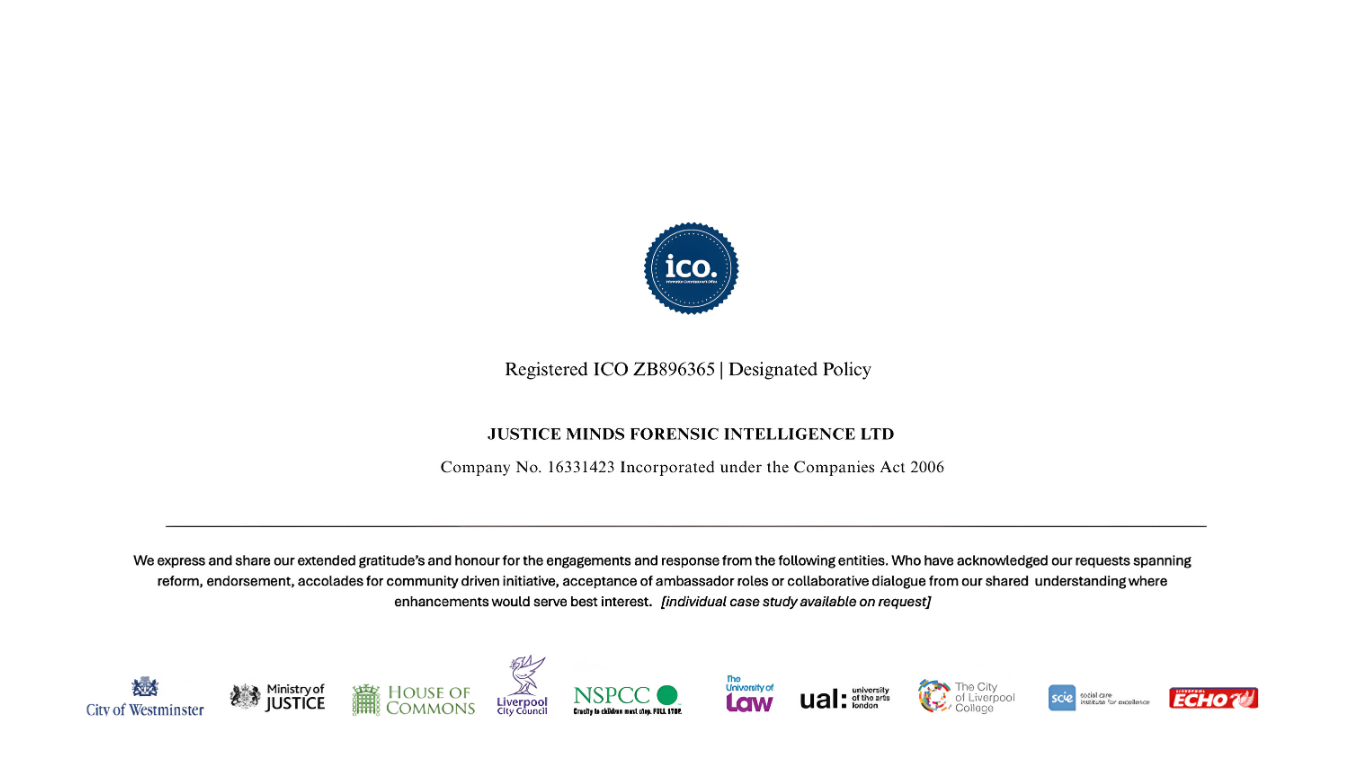 ico.
Information Commissioner's Office
Registered ICO ZB896365 | Designated Policy
JUSTICE MINDS FORENSIC INTELLIGENCE LTD
Company No. 16331423 Incorporated under the Companies Act 2006
We express and share our extended gratitude's and honour for the engagements and response from the following entities. Who have acknowledged our requests spanning
reform, endorsement, accolades for community driven initiative, acceptance of ambassador roles or collaborative dialogue from our shared understanding where
enhancements would serve best interest. [individual case study available on request]
City of Westminster
Ministry of
JUSTICE
HOUSE OF
COMMONS
Liverpool
City Council
NSPCC
Cruelty to children must stop. FULL STOP.
The
University of
Law
ual:
university
of the arts
london
The City
of Liverpool
College
scie
social care
institute for excellence
LIVERPOOL
ECHO